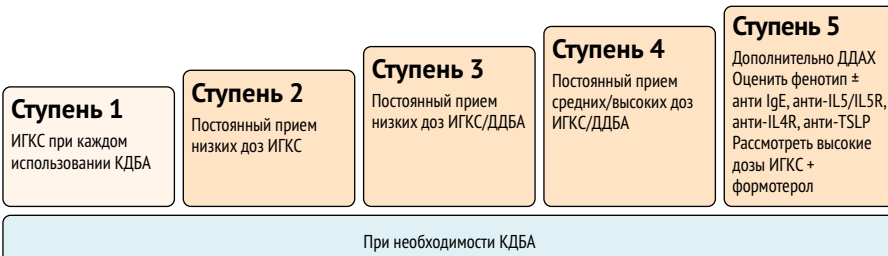 Ступень 1
ИГКС при каждом
использовании КДБА
Ступень 2
Постоянный прием
низких доз ИГКС
Ступень 3
Постоянный прием
низких доз ИГКС/ДДБА
Ступень 4
Постоянный прием
средних/высоких доз
ИГКС/ДДБА
Ступень 5
Дополнительно ДДАХ
Оценить фенотип ±
анти IgE, анти-IL5/IL5R,
анти-IL4R, анти-TSLP
Рассмотреть высокие
дозы ИГКС +
формотерол
При необходимости КДБА